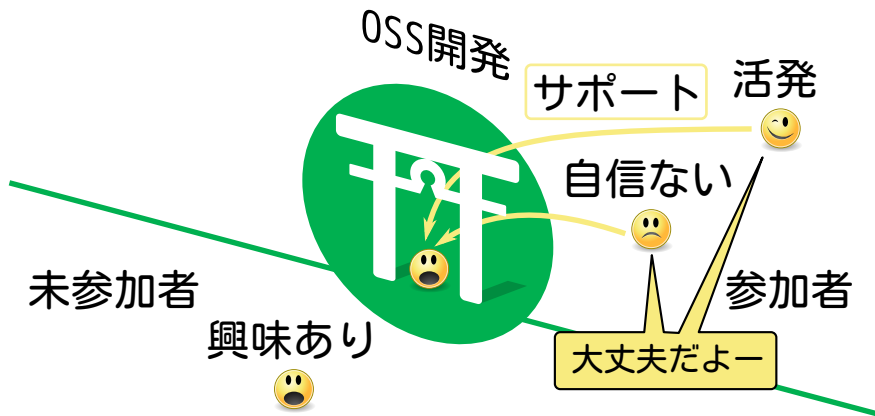 OSS開発
サポート
活発
自信ない
未参加者
参加者
興味あり
大丈夫だよー